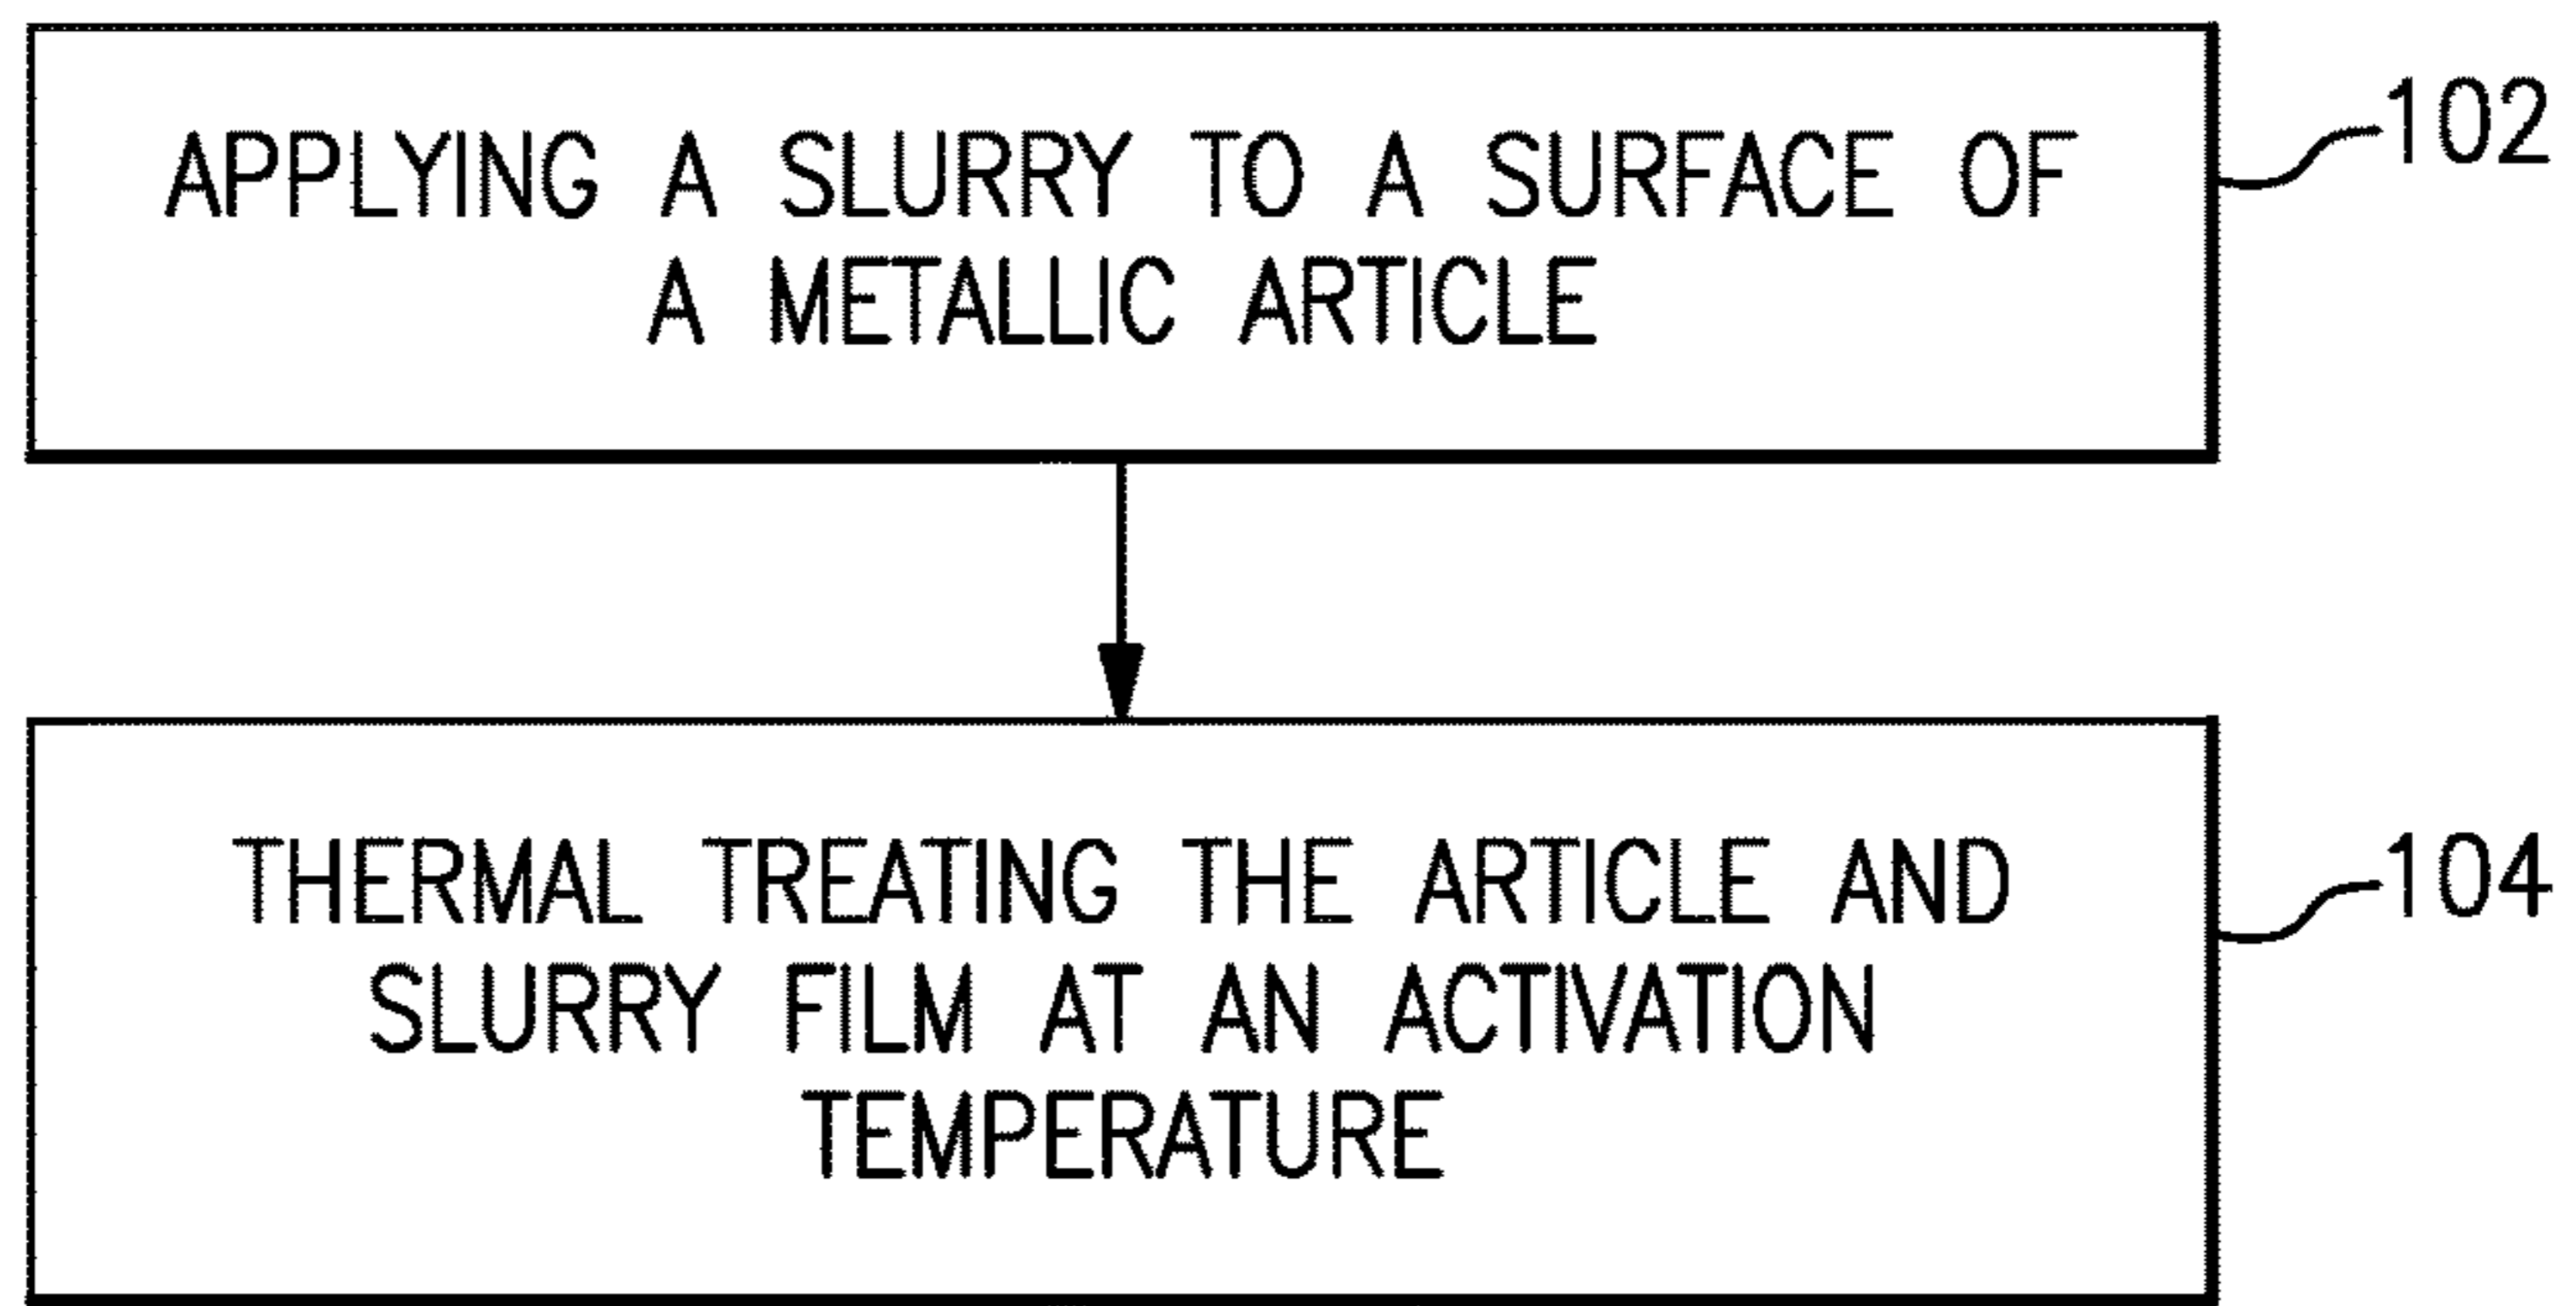 APPLYING A SLURRY TO A SURFACE OF
A METALLIC ARTICLE
102
THERMAL TREATING THE ARTICLE AND
SLURRY FILM AT AN ACTIVATION
TEMPERATURE
104